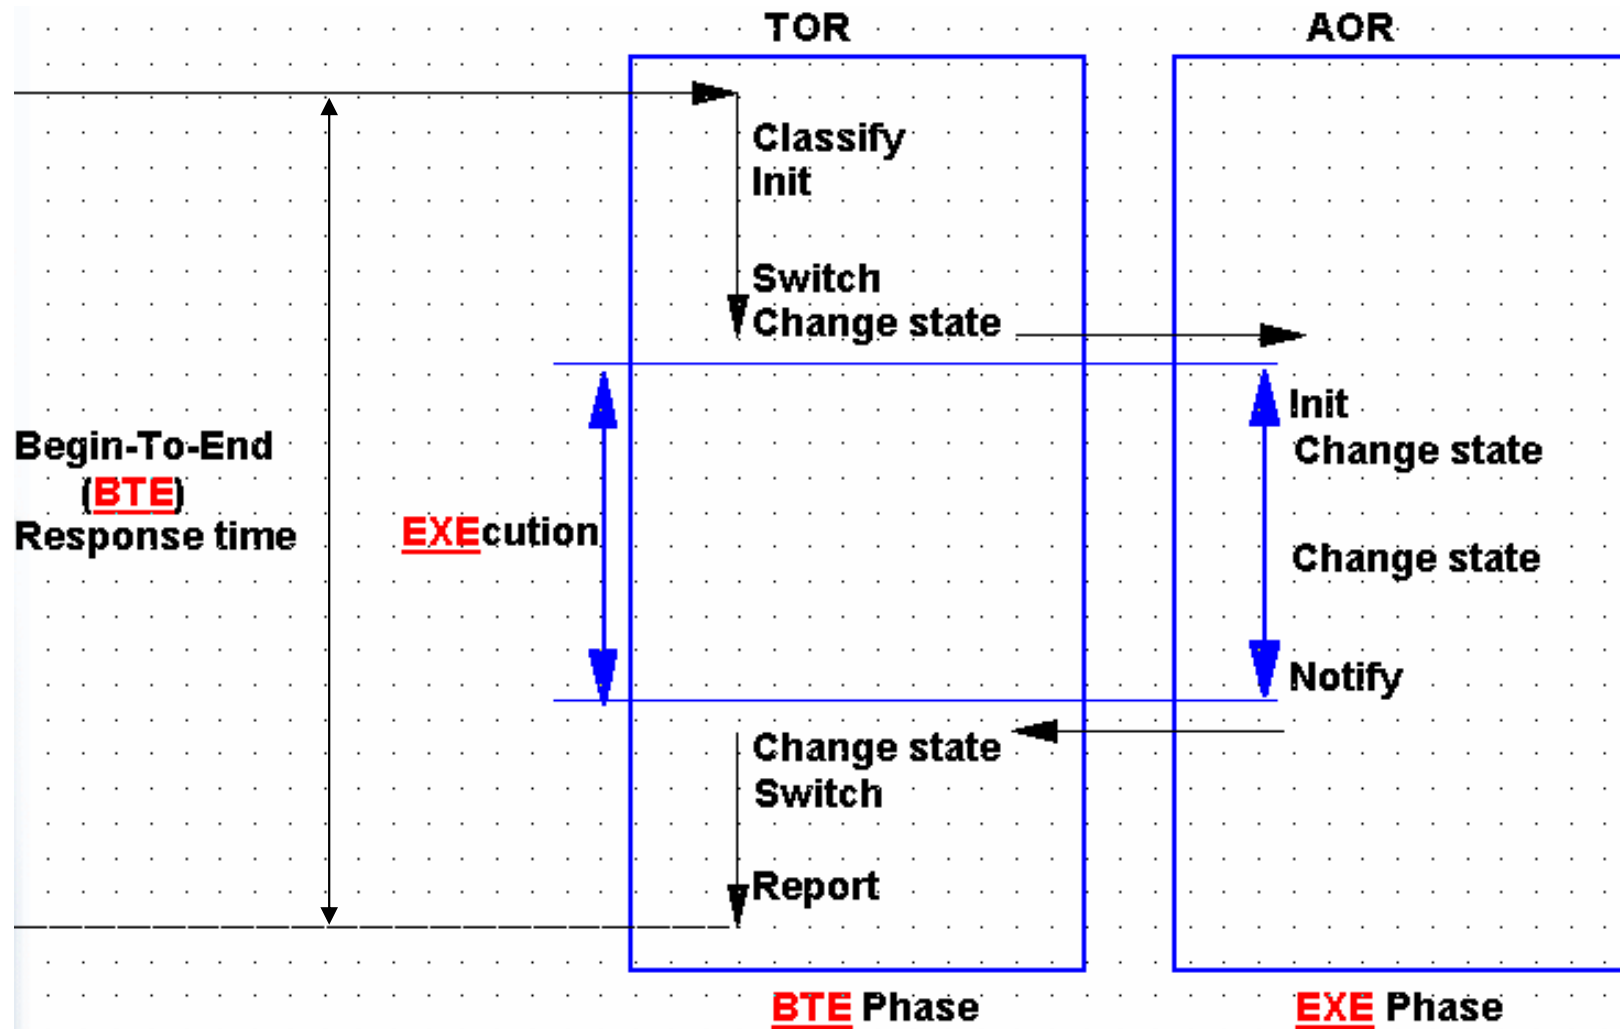 TOR
AOR
Classify
Init
Switch
Change state
Init
Change state
Begin-To-End
(BTE)
Response time
EXEcution
Change state
Notify
Change state
Switch
Report
BTE Phase
EXE Phase